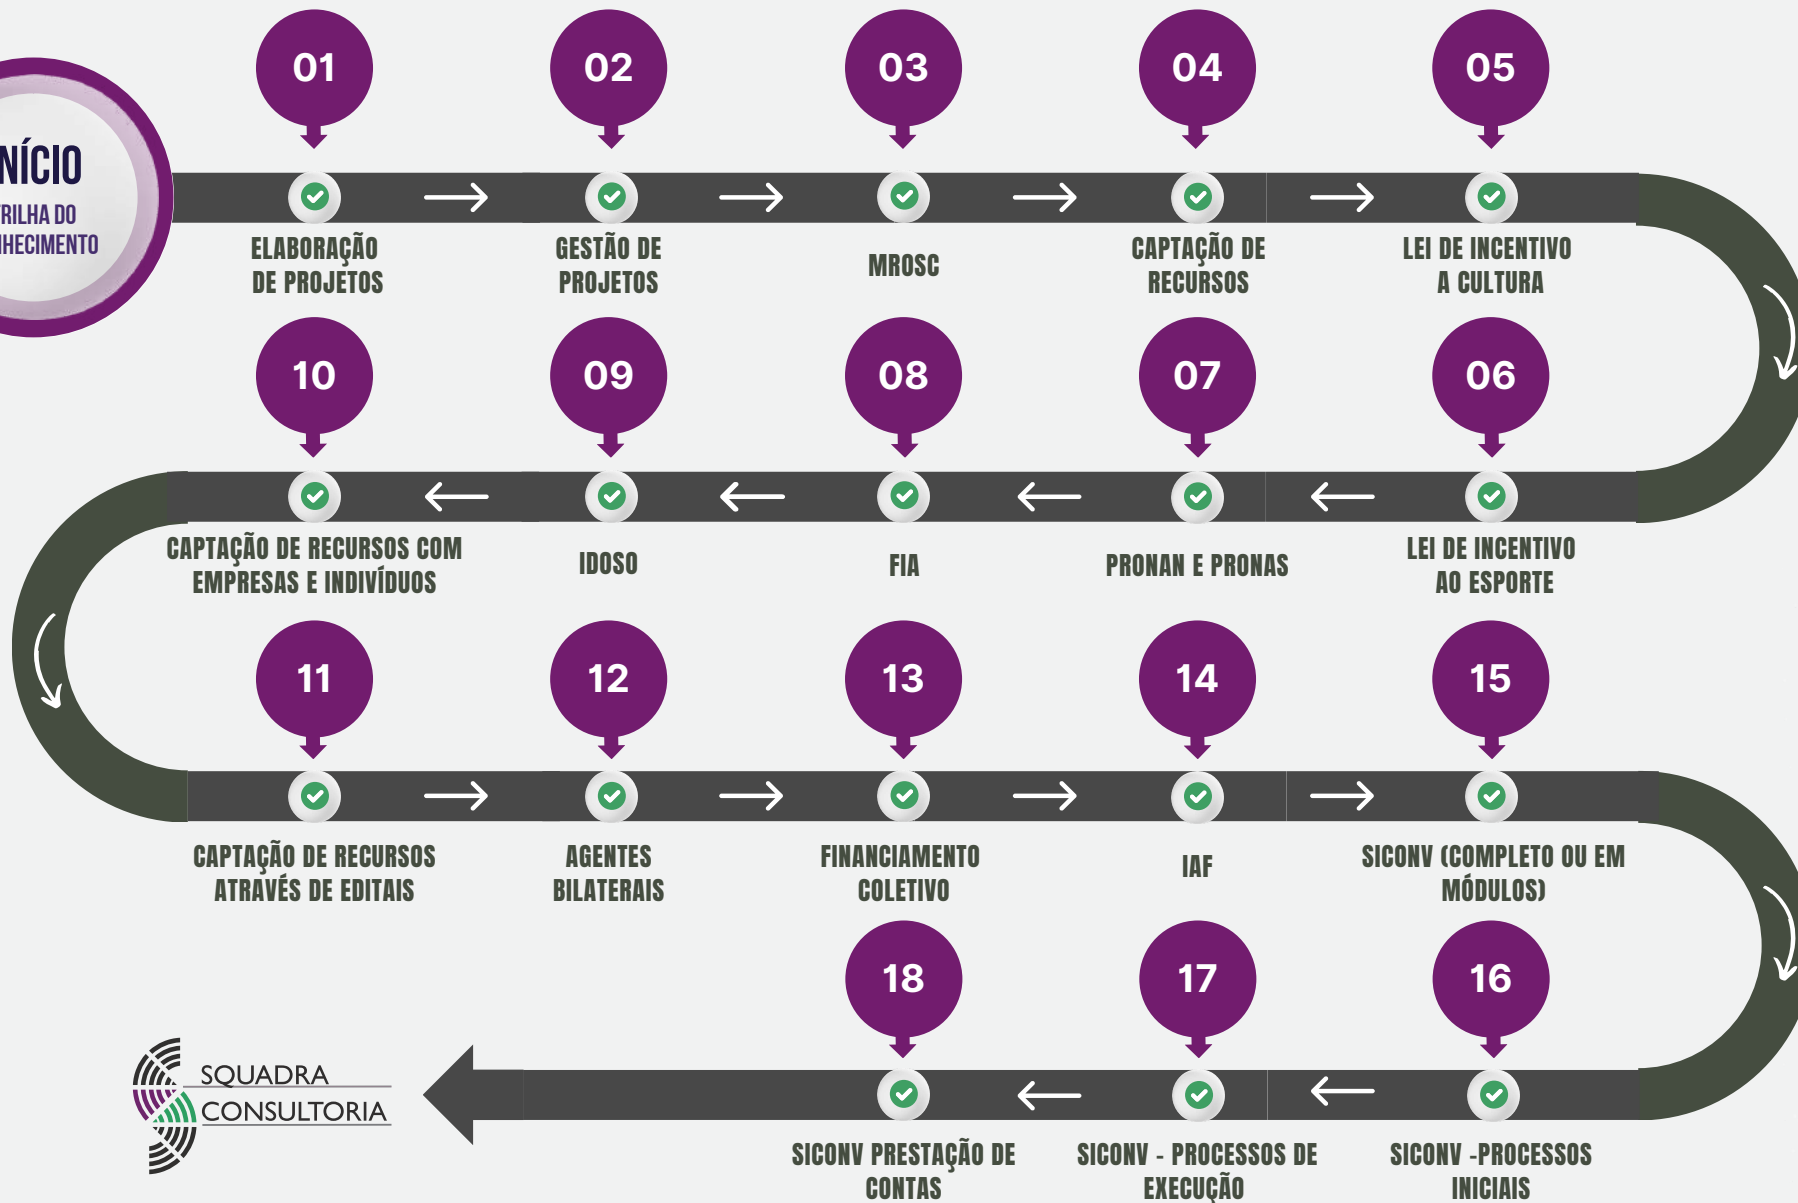 01
02
03
04
05
NÍCIO
RILHA DO
HECIMENTO
ELABORAÇÃO
DE PROJETOS
GESTÃO DE
PROJETOS
MROSC
CAPTAÇÃO DE
RECURSOS
LEI DE INCENTIVO
A CULTURA
10
09
08
07
06
CAPTAÇÃO DE RECURSOS COM
EMPRESAS E INDIVÍDUOS
IDOSO
FIA
PRONAN E PRONAS
LEI DE INCENTIVO
AO ESPORTE
11
12
13
14
15
CAPTAÇÃO DE RECURSOS
ATRAVÉS DE EDITAIS
AGENTES
BILATERAIS
FINANCIAMENTO
COLETIVO
IAF
SICONV (COMPLETO OU EM
MÓDULOS)
18
17
16
SQUADRA
CONSULTORIA
SICONV PRESTAÇÃO DE
CONTAS
SICONV - PROCESSOS DE
EXECUÇÃO
SICONV -PROCESSOS
INICIAIS